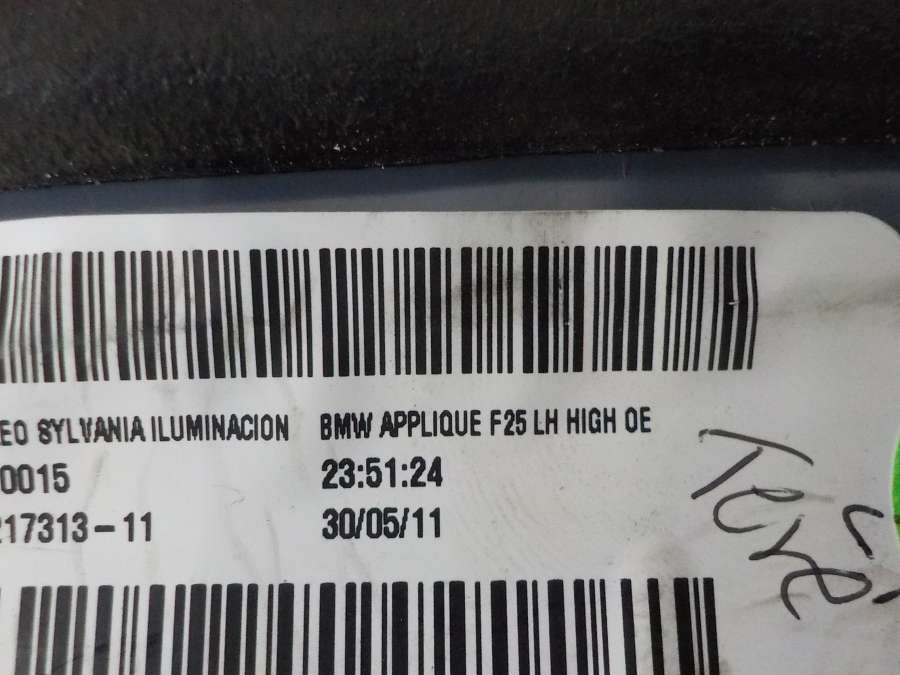 EO SYLVANIA ILUMINACION BMW APPLIQUE F25 LH HIGH OE
0015 23:51:24
217313-11 30/05/11